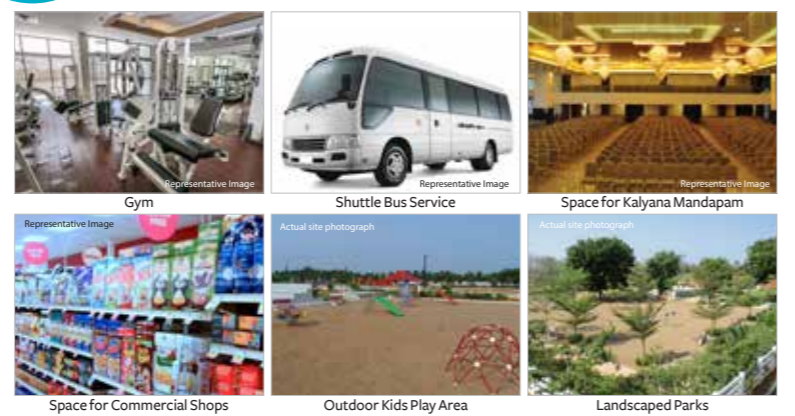 Representative Image
Representative Image
Representative Image
Gym
Shuttle Bus Service
Space for Kalyana Mandapam
Representative Image
Actual site photograph
Actual site photograph
Space for Commercial Shops
Outdoor Kids Play Area
Landscaped Parks